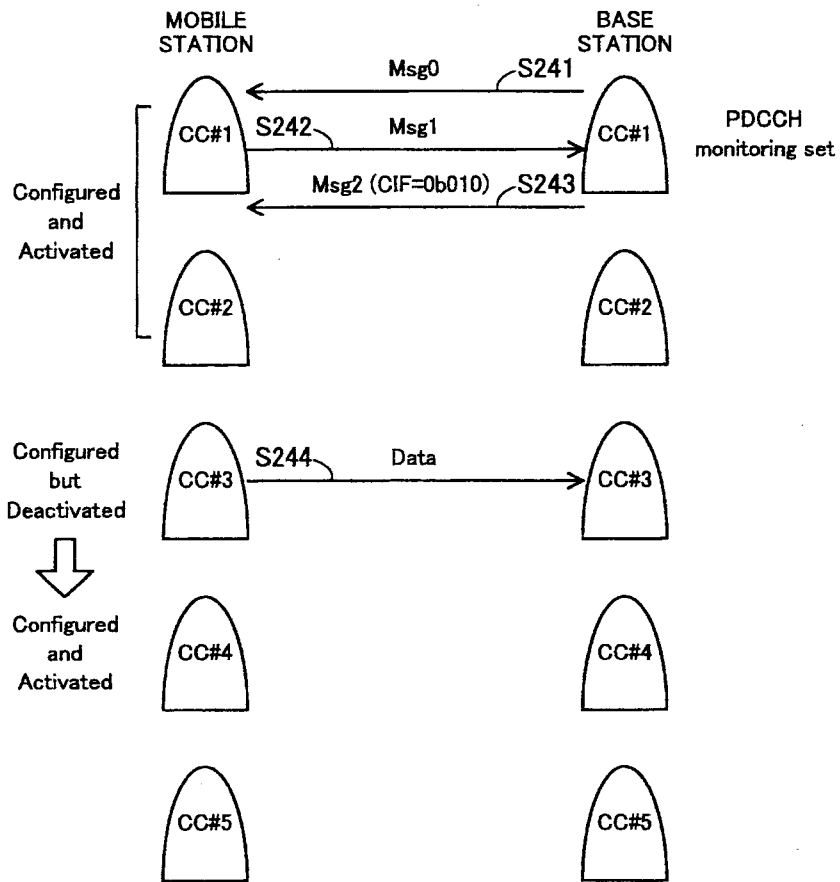 MOBILE
STATION
BASE
STATION
Msg0
S241
CC#1
S242
Msg1
CC#1
PDCCH
monitoring set
Msg2 (CIF=0b010)
S243
Configured
and
Activated
CC#2
CC#2
Configured
but
Deactivated
CC#3
S244
Data
CC#3
Configured
and
Activated
CC#4
CC#4
CC#5
CC#5